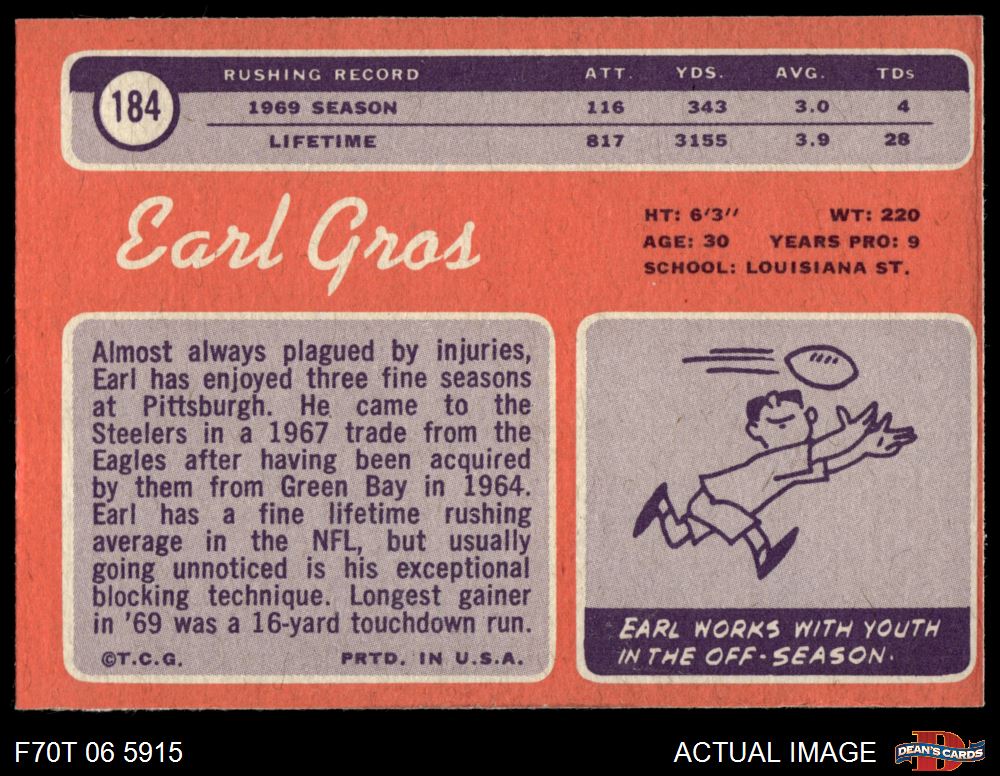 184
RUSHING RECORD ATT. YDS. AVG. TDs
1969 SEASON 116 343 3.0 4
LIFETIME 817 3155 3.9 28
Earl Gros
HT: 6'3'' WT: 220
AGE: 30 YEARS PRO: 9
SCHOOL: LOUISIANA ST.
Almost always plagued by injuries,
Earl has enjoyed three fine seasons
at Pittsburgh. He came to the
Steelers in a 1967 trade from the
Eagles after having been acquired
by them from Green Bay in 1964.
Earl has a fine lifetime rushing
average in the NFL, but usually
going unnoticed is his exceptional
blocking technique. Longest gainer
in '69 was a 16-yard touchdown run.
©T.C.G. PRTD. IN U.S.A.
EARL WORKS WITH YOUTH
IN THE OFF-SEASON.
F70T 06 5915 ACTUAL IMAGE
D
DEAN'S CARDS